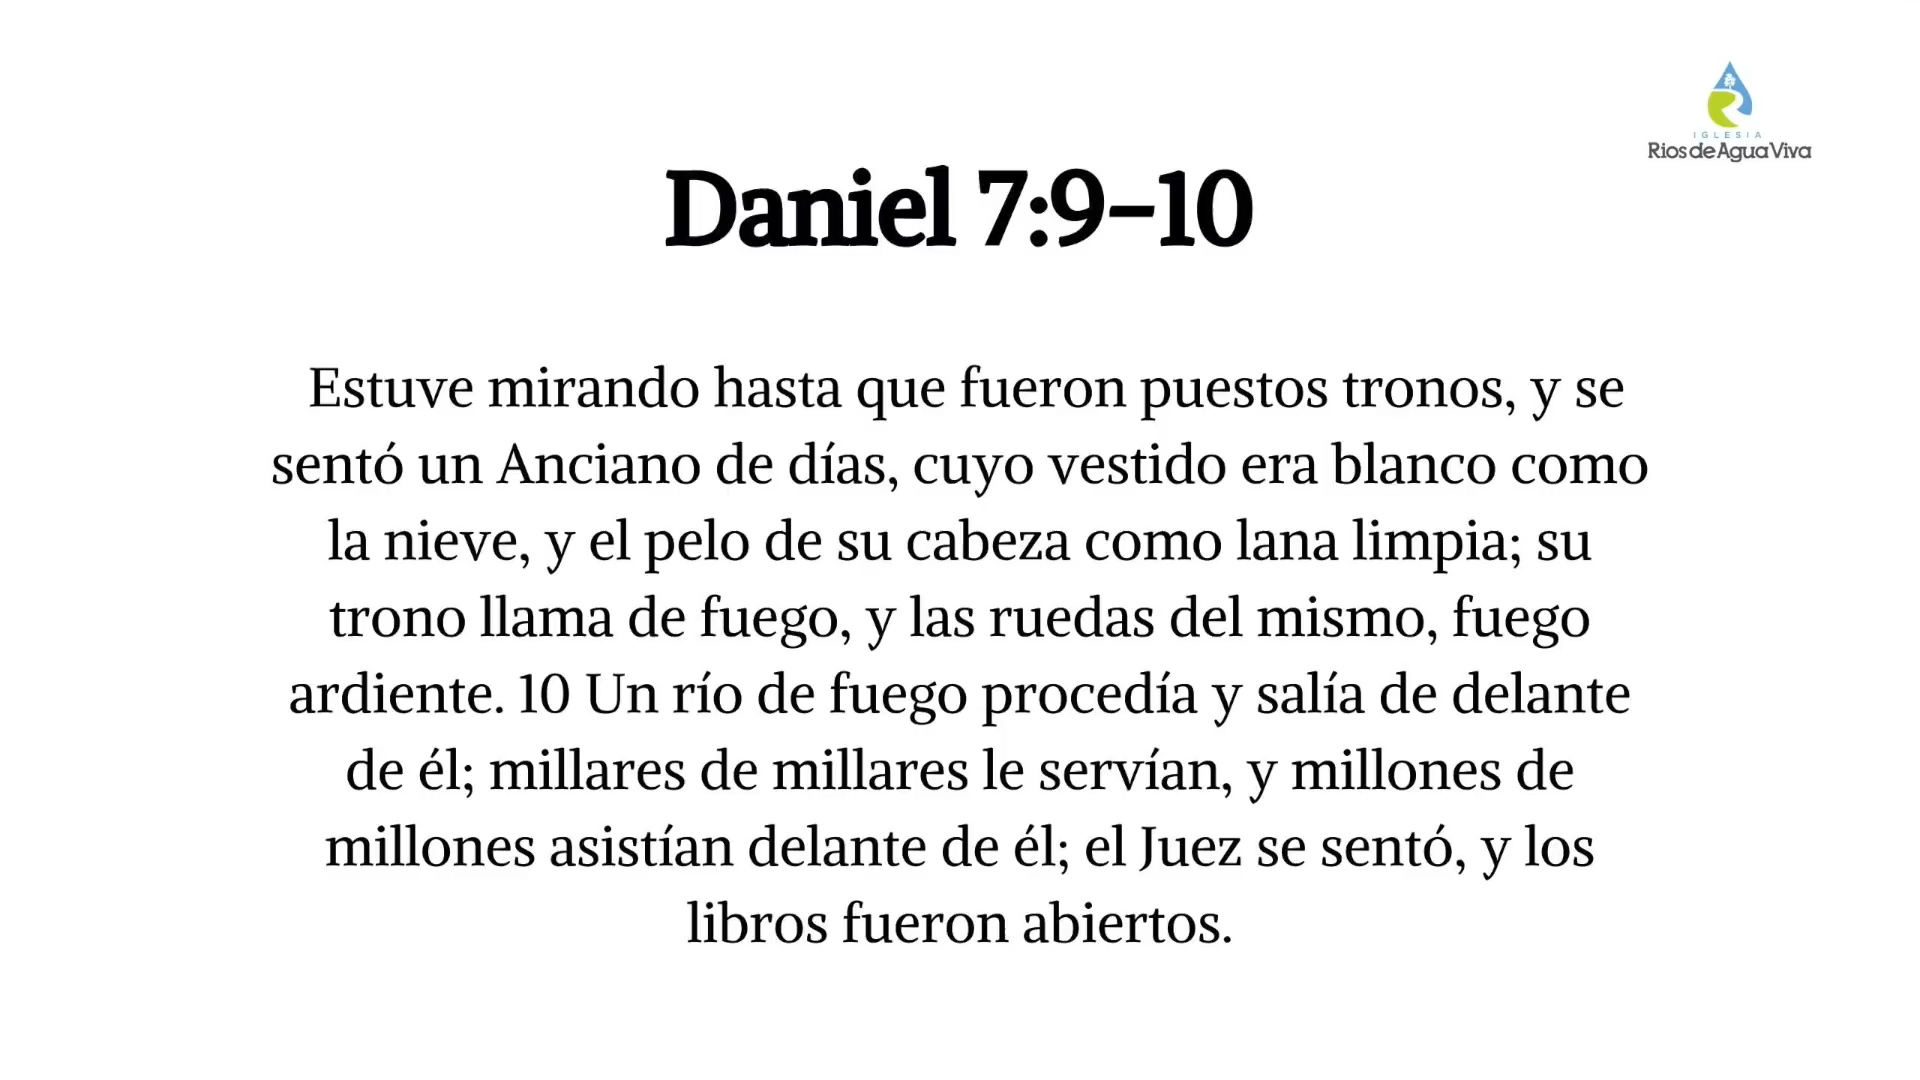 IGLESIA
Rios de Agua Viva
Daniel 7:9-10
Estuve mirando hasta que fueron puestos tronos, y se
sentó un Anciano de días, cuyo vestido era blanco como
la nieve, y el pelo de su cabeza como lana limpia; su
trono llama de fuego, y las ruedas del mismo, fuego
ardiente. 10 Un río de fuego procedía y salía de delante
de él; millares de millares le servían, y millones de
millones asistían delante de él; el Juez se sentó, y los
libros fueron abiertos.